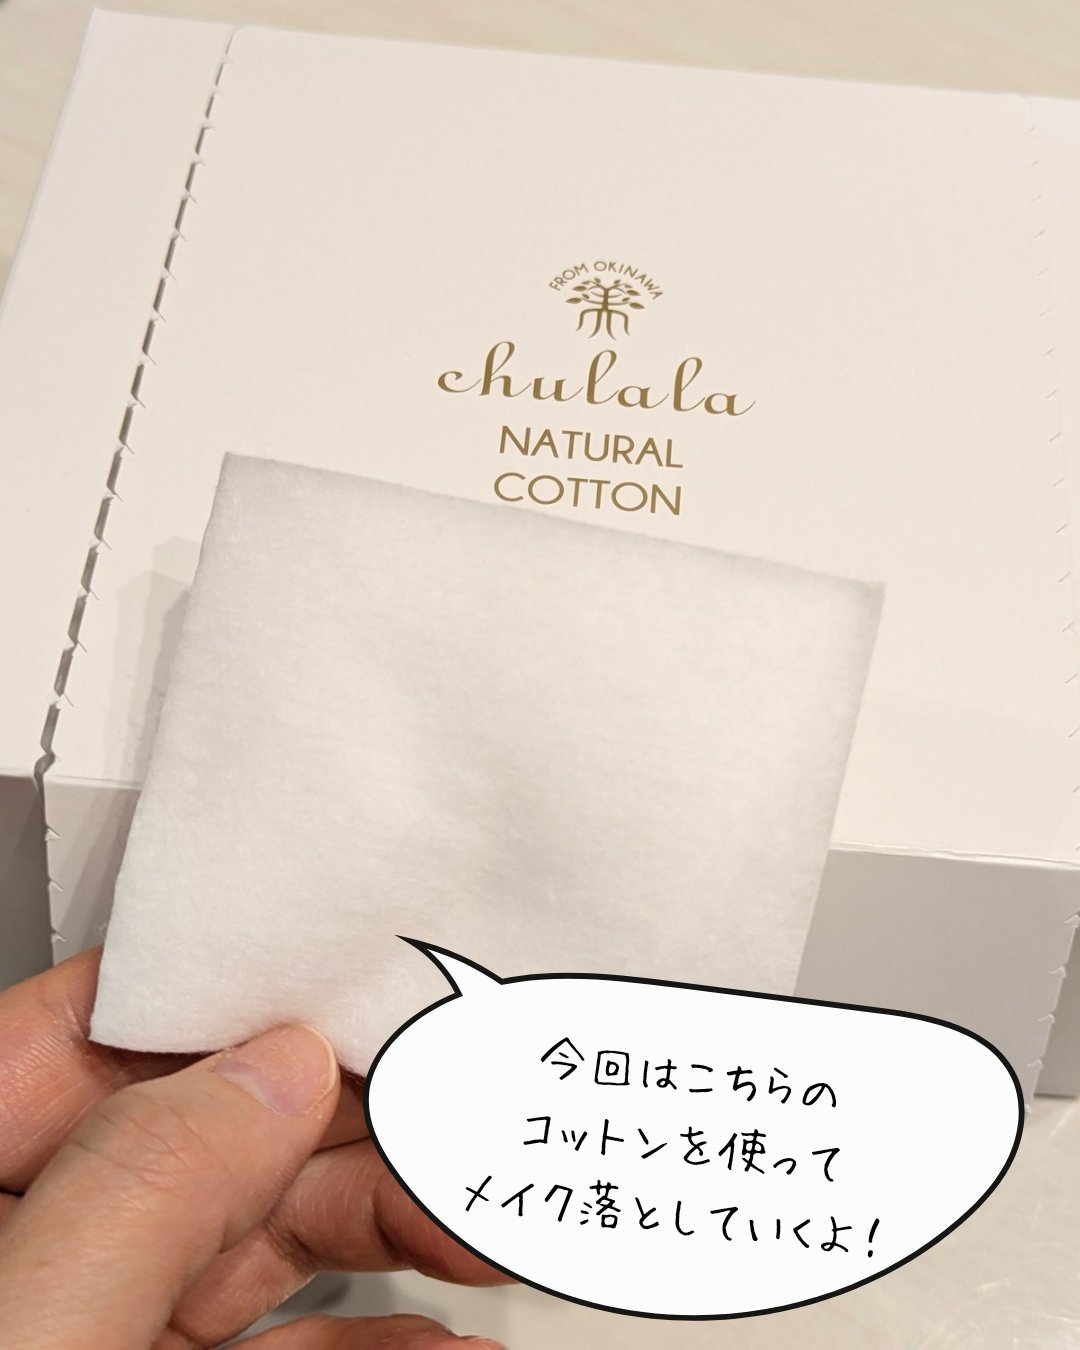 FROM OKINAWA
chulala
NATURAL
COTTON
今回はこちらの
コットンを使って
メイク落としていくよ！